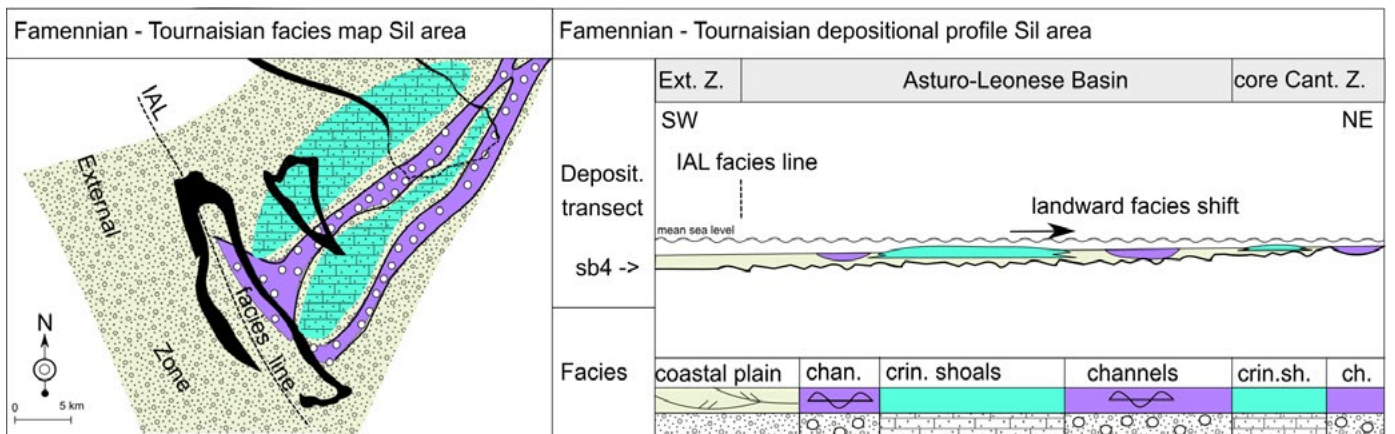 Famennian - Tournaisian facies map Sil area
Famennian - Tournaisian depositional profile Sil area
IAL
External
Zone
facies line
N
0 5 km
Deposit.
transect
sb4 ->
Facies
Ext. Z.
Asturo-Leonese Basin
core Cant. Z.
SW
NE
IAL facies line
landward facies shift
mean sea level
coastal plain
chan.
crin. shoals
channels
crin.sh.
ch.